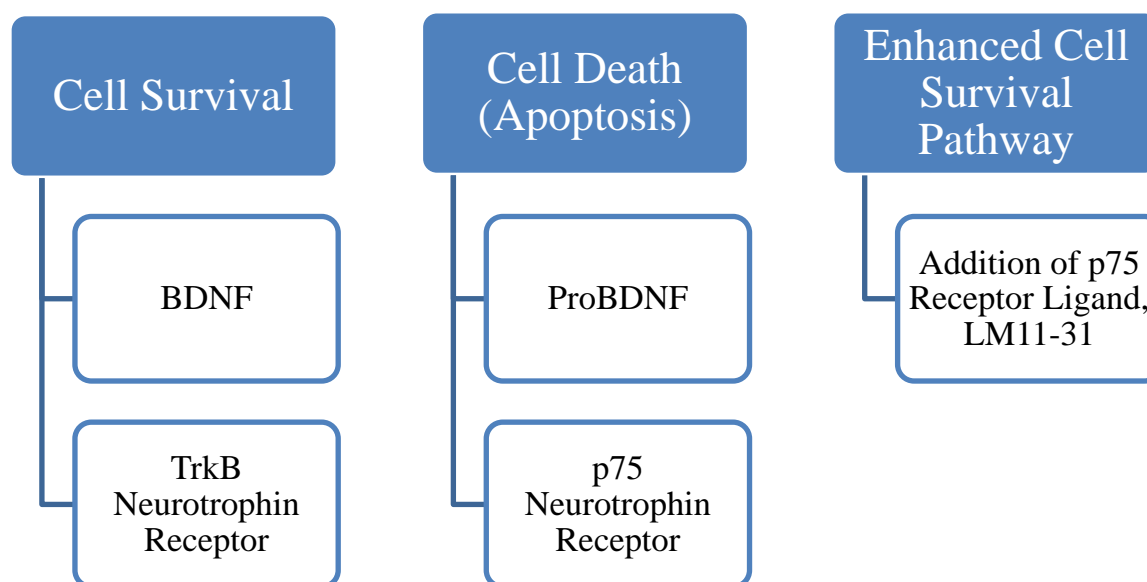 Cell Survival
BDNF
TrkB
Neurotrophin
Receptor
Cell Death
(Apoptosis)
ProBDNF
p75
Neurotrophin
Receptor
Enhanced Cell
Survival
Pathway
Addition of p75
Receptor Ligand,
LM11-31